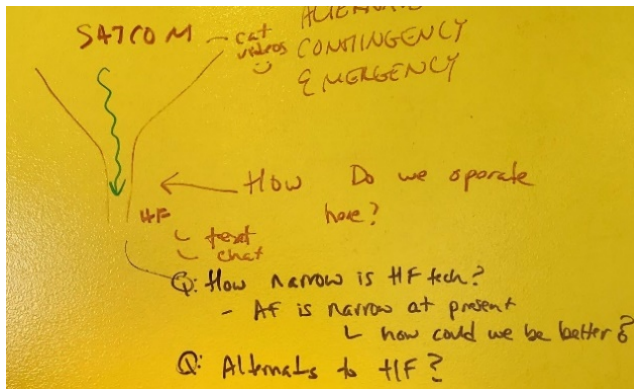 SATCOM - cat videos
CONTINGENCY
EMERGENCY
How Do we operate
here?
HF
text
chat
Q: How narrow is HF tech?
- AF is narrow at present
how could we be better?
Q: Alternats to HF?